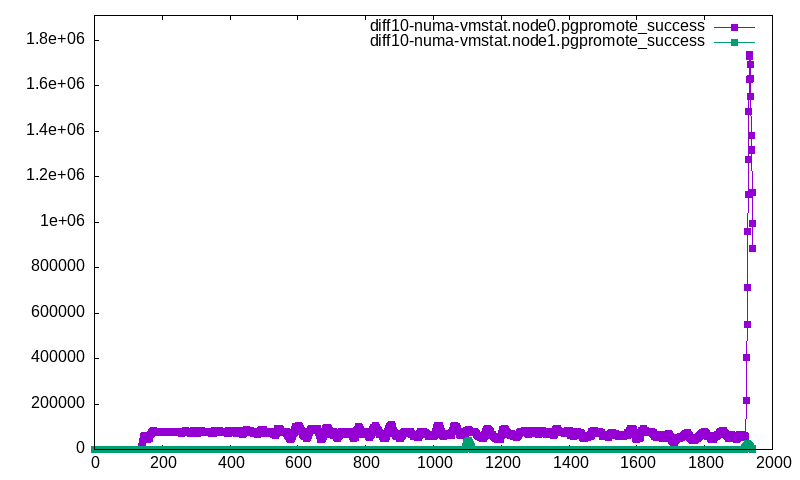 diff10-numa-vmstat.node0.pgpromote_success
diff10-numa-vmstat.node1.pgpromote_success
1.8e+06
1.6e+06
1.4e+06
1.2e+06
1e+06
800000
600000
400000
200000
0
0 200 400 600 800 1000 1200 1400 1600 1800 2000